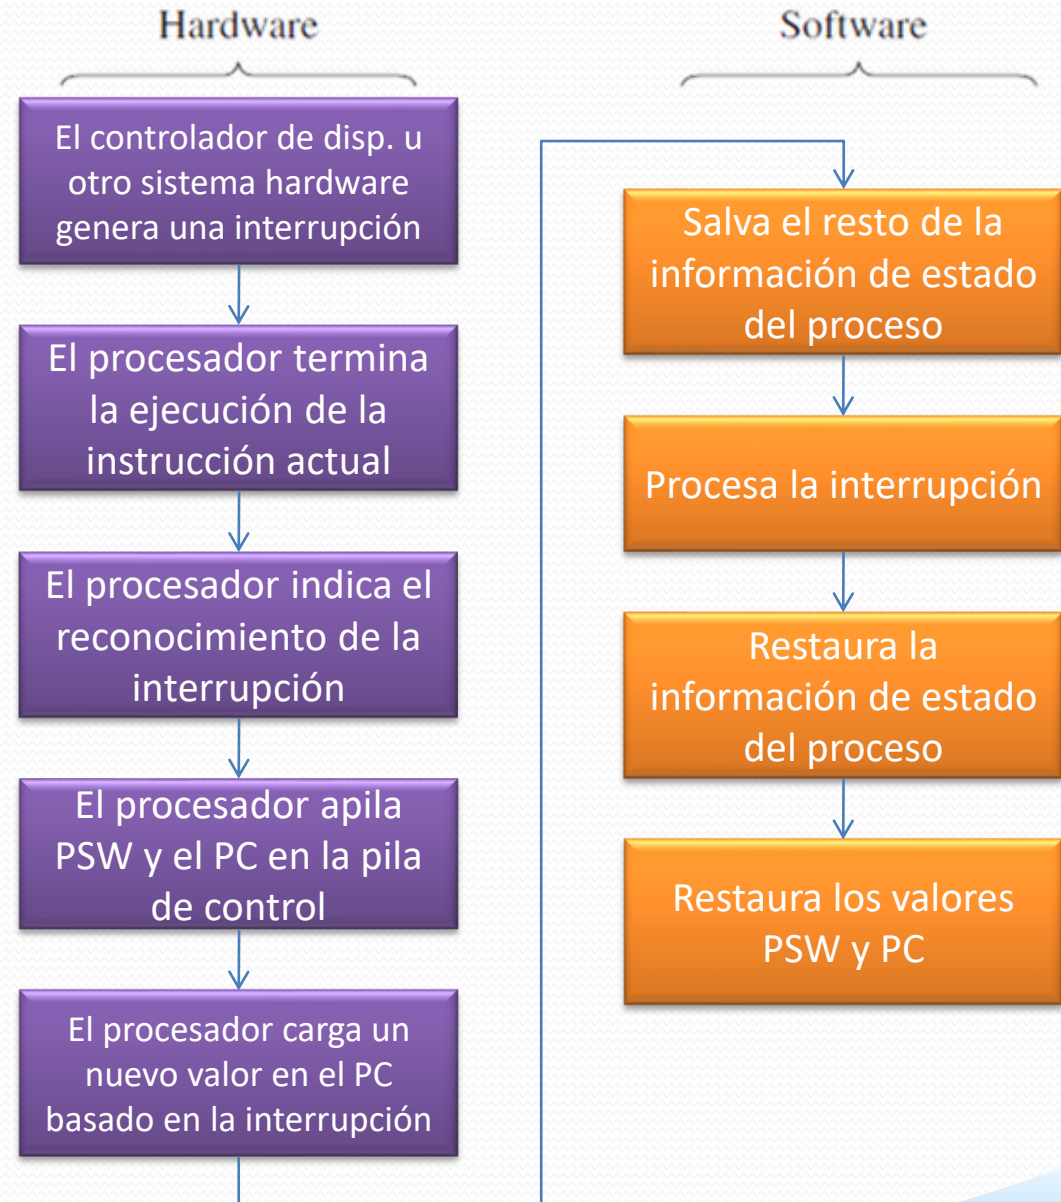 Hardware
El controlador de disp. u
otro sistema hardware
genera una interrupción
El procesador termina
la ejecución de la
instrucción actual
El procesador indica el
reconocimiento de la
interrupción
El procesador apila
PSW y el PC en la pila
de control
El procesador carga un
nuevo valor en el PC
basado en la interrupción
Software
Salva el resto de la
información de estado
del proceso
Procesa la interrupción
Restaura la
información de estado
del proceso
Restaura los valores
PSW y PC